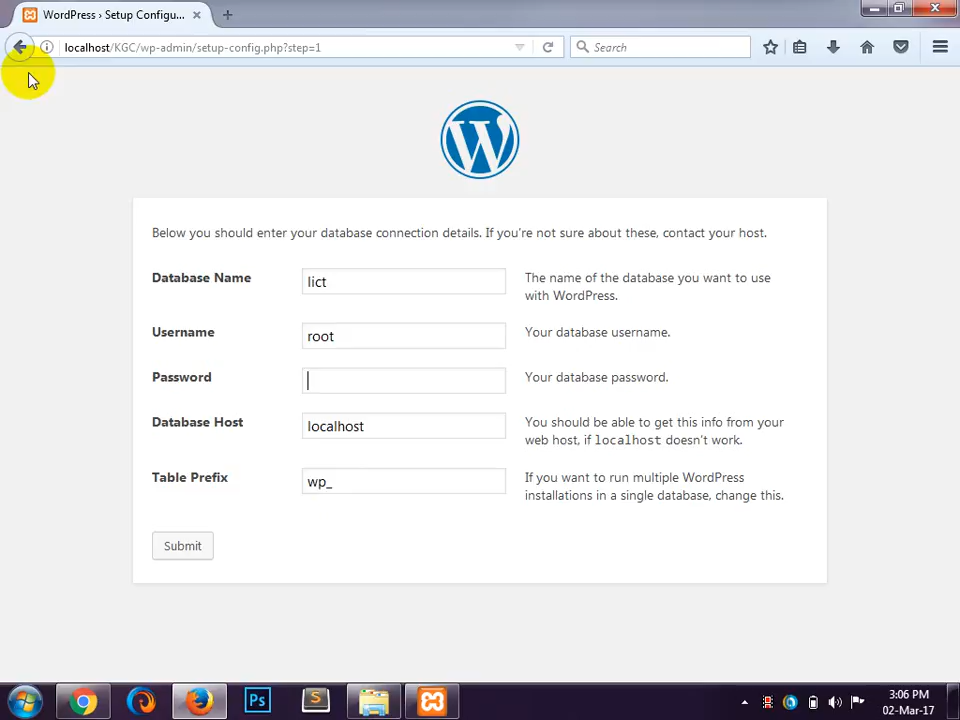 WordPress › Setup Configu...
localhost/KGC/wp-admin/setup-config.php?step=1
Search
Below you should enter your database connection details. If you're not sure about these, contact your host.
Database Name
lict
The name of the database you want to use
with WordPress.
Username
root
Your database username.
Password
Your database password.
Database Host
localhost
You should be able to get this info from your
web host, if localhost doesn't work.
Table Prefix
wp_
If you want to run multiple WordPress
installations in a single database, change this.
Submit
Ps
S
3:06 PM
02-Mar-17